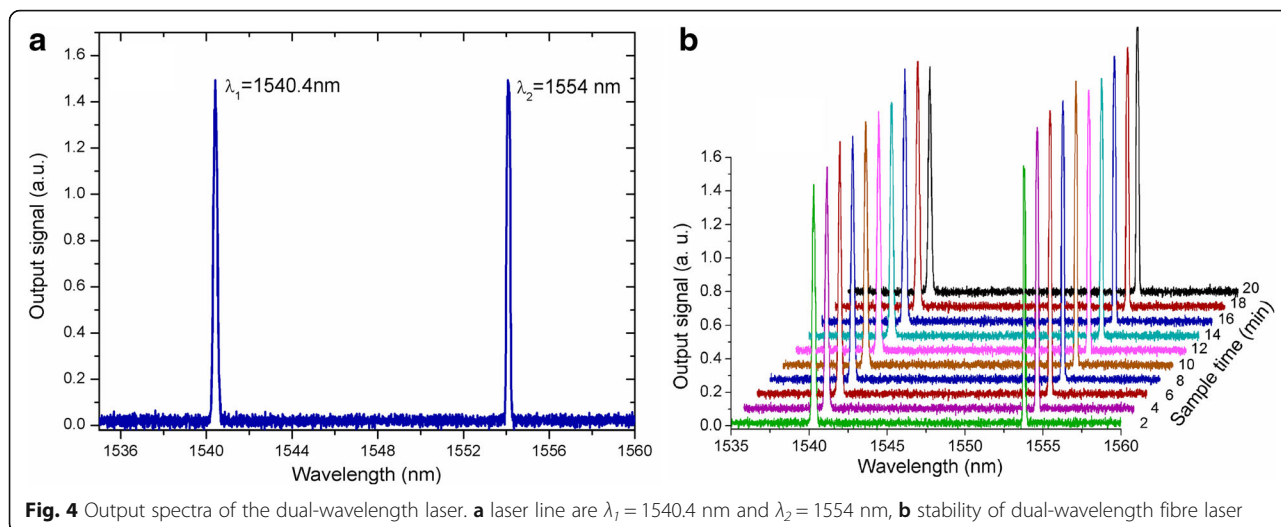 a
1.6
1.4
1.2
1.0
0.8
0.6
0.4
0.2
0.0
Output signal (a.u.)
λ1=1540.4nm
λ2=1554 nm
1536 1540 1544 1548 1552 1556 1560
Wavelength (nm)
b
1.6
1.4
1.2
1.0
0.8
0.6
0.4
0.2
0.0
Output signal (a. u.)
1535 1540 1545 1550 1555 1560
Wavelength (nm)
20
18
16
14
12
10
8
6
4
2
Sample time (min)
Fig. 4 Output spectra of the dual-wavelength laser. a laser line are λ1 = 1540.4 nm and λ2 = 1554 nm, b stability of dual-wavelength fibre laser